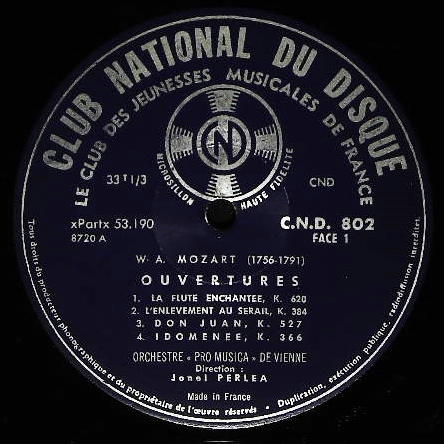 CLUB NATIONAL DU DISQUE
LE CLUB DES JEUNESSES MUSICALES DE FRANCE
MICROSILLON HAUTE FIDELITE
33 T 1/3
CND
xPartx 53.190
8720 A
C.N.D. 802
FACE 1
W. A. MOZART (1756-1791)
OUVERTURES
1. LA FLUTE ENCHANTEE, K. 620
2. L'ENLEVEMENT AU SERAIL, K. 384
3. DON JUAN, K. 527
4. IDOMENEE, K. 366
ORCHESTRE « PRO MUSICA » DE VIENNE
Direction :
Jonel PERLEA
Made in France
Tous droits du producteur phonographique et du propriétaire de l'œuvre réservés - Duplication, exécution publique, radiodiffusion interdites